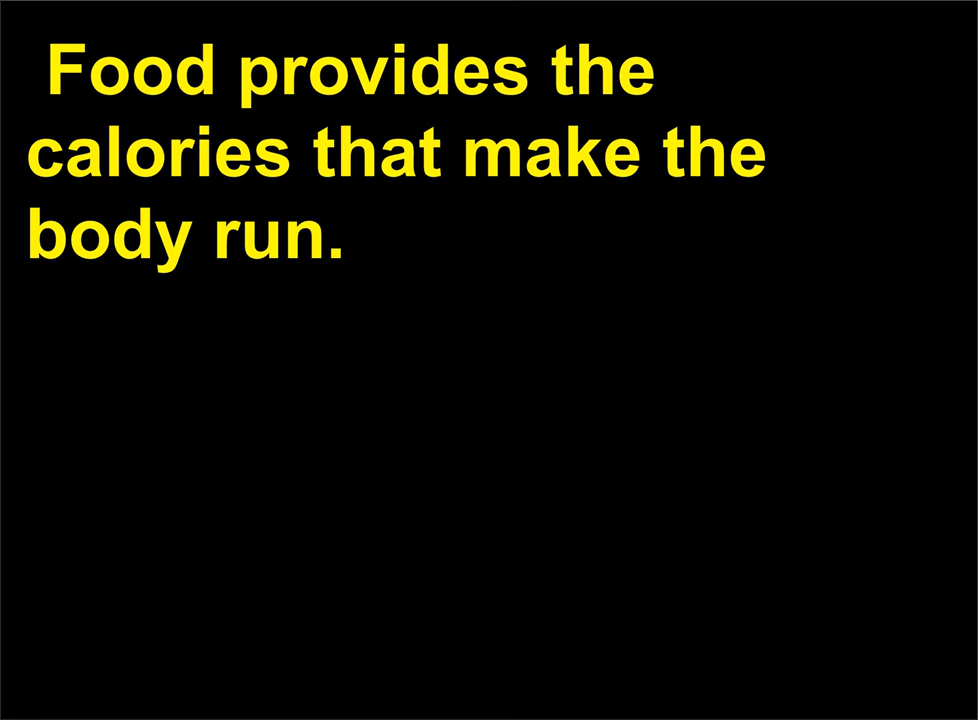 Food provides the
calories that make the
body run.